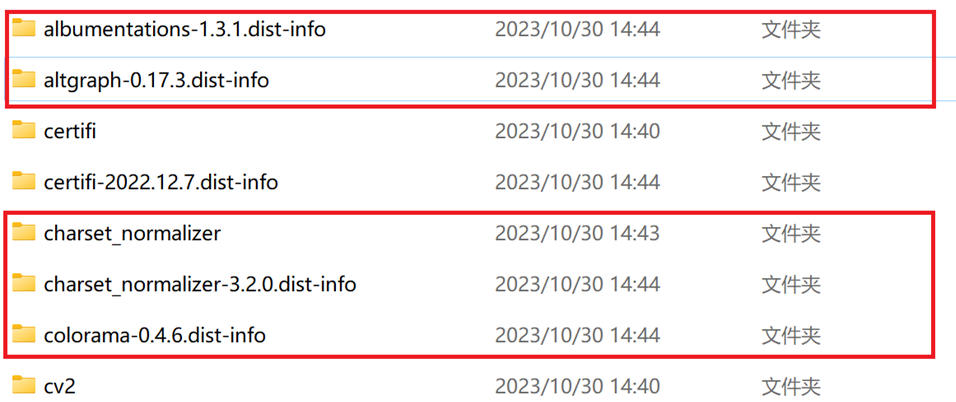 albumentations-1.3.1.dist-info 2023/10/30 14:44 文件夹
altgraph-0.17.3.dist-info 2023/10/30 14:44 文件夹
certifi 2023/10/30 14:40 文件夹
certifi-2022.12.7.dist-info 2023/10/30 14:44 文件夹
charset_normalizer 2023/10/30 14:43 文件夹
charset_normalizer-3.2.0.dist-info 2023/10/30 14:44 文件夹
colorama-0.4.6.dist-info 2023/10/30 14:44 文件夹
cv2 2023/10/30 14:40 文件夹